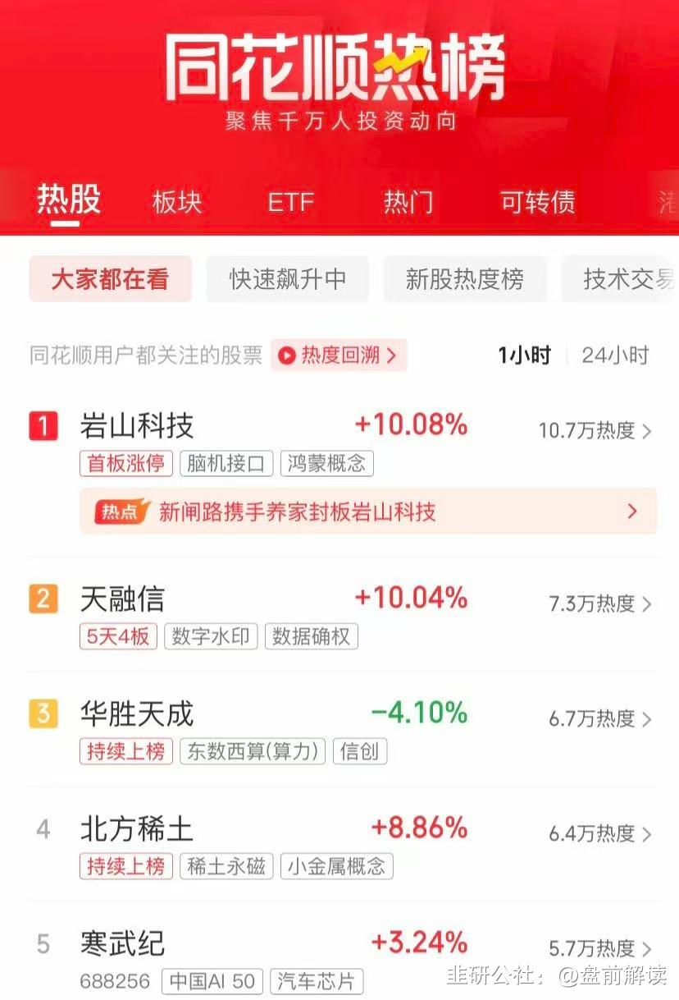 同花顺热榜
聚焦千万人投资动向
热股 板块 ETF 热门 可转债
大家都在看 快速飙升中 新股热度榜 技术交易
同花顺用户都关注的股票 热度回溯 1小时 24小时
1 岩山科技 +10.08% 10.7万热度
首板涨停 脑机接口 鸿蒙概念
热点 新闸路携手养家封板岩山科技
2 天融信 +10.04% 7.3万热度
5天4板 数字水印 数据确权
3 华胜天成 -4.10% 6.7万热度
持续上榜 东数西算(算力) 信创
4 北方稀土 +8.86% 6.4万热度
持续上榜 稀土永磁 小金属概念
5 寒武纪 +3.24% 5.7万热度
688256 中国AI 50 汽车芯片
韭研公社：@盘前解读